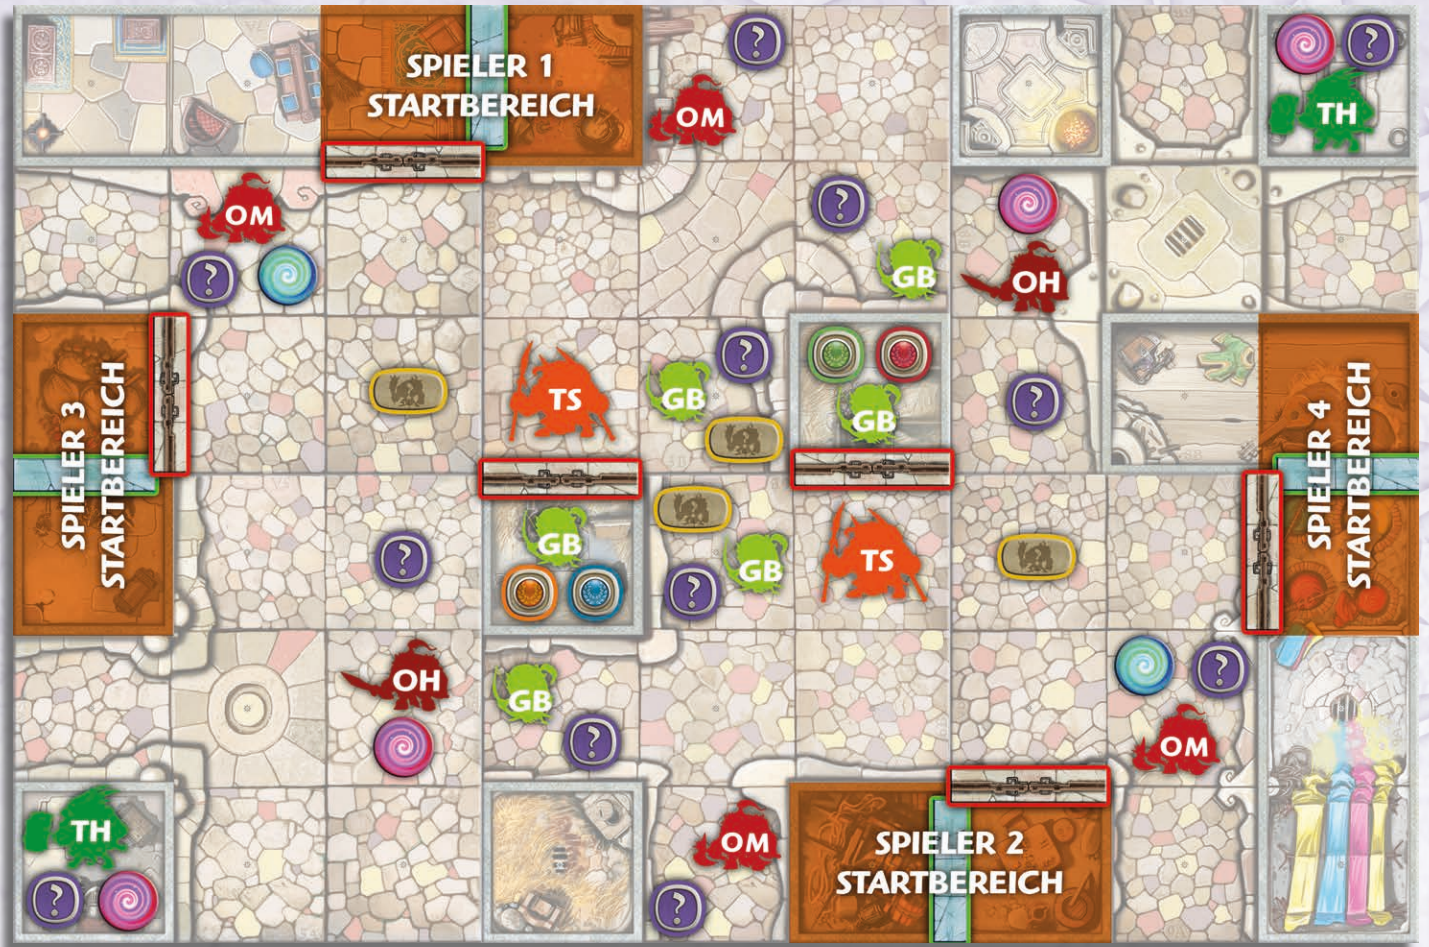 SPIELER 1
STARTBEREICH
?
OM
?
TH
OM
?
?
GB
OH
SPIELER 3
STARTBEREICH
TS
GB
?
GB
?
SPIELER 4
STARTBEREICH
?
GB
?
GB
TS
OH
GB
?
?
OM
TH
?
OM
?
SPIELER 2
STARTBEREICH